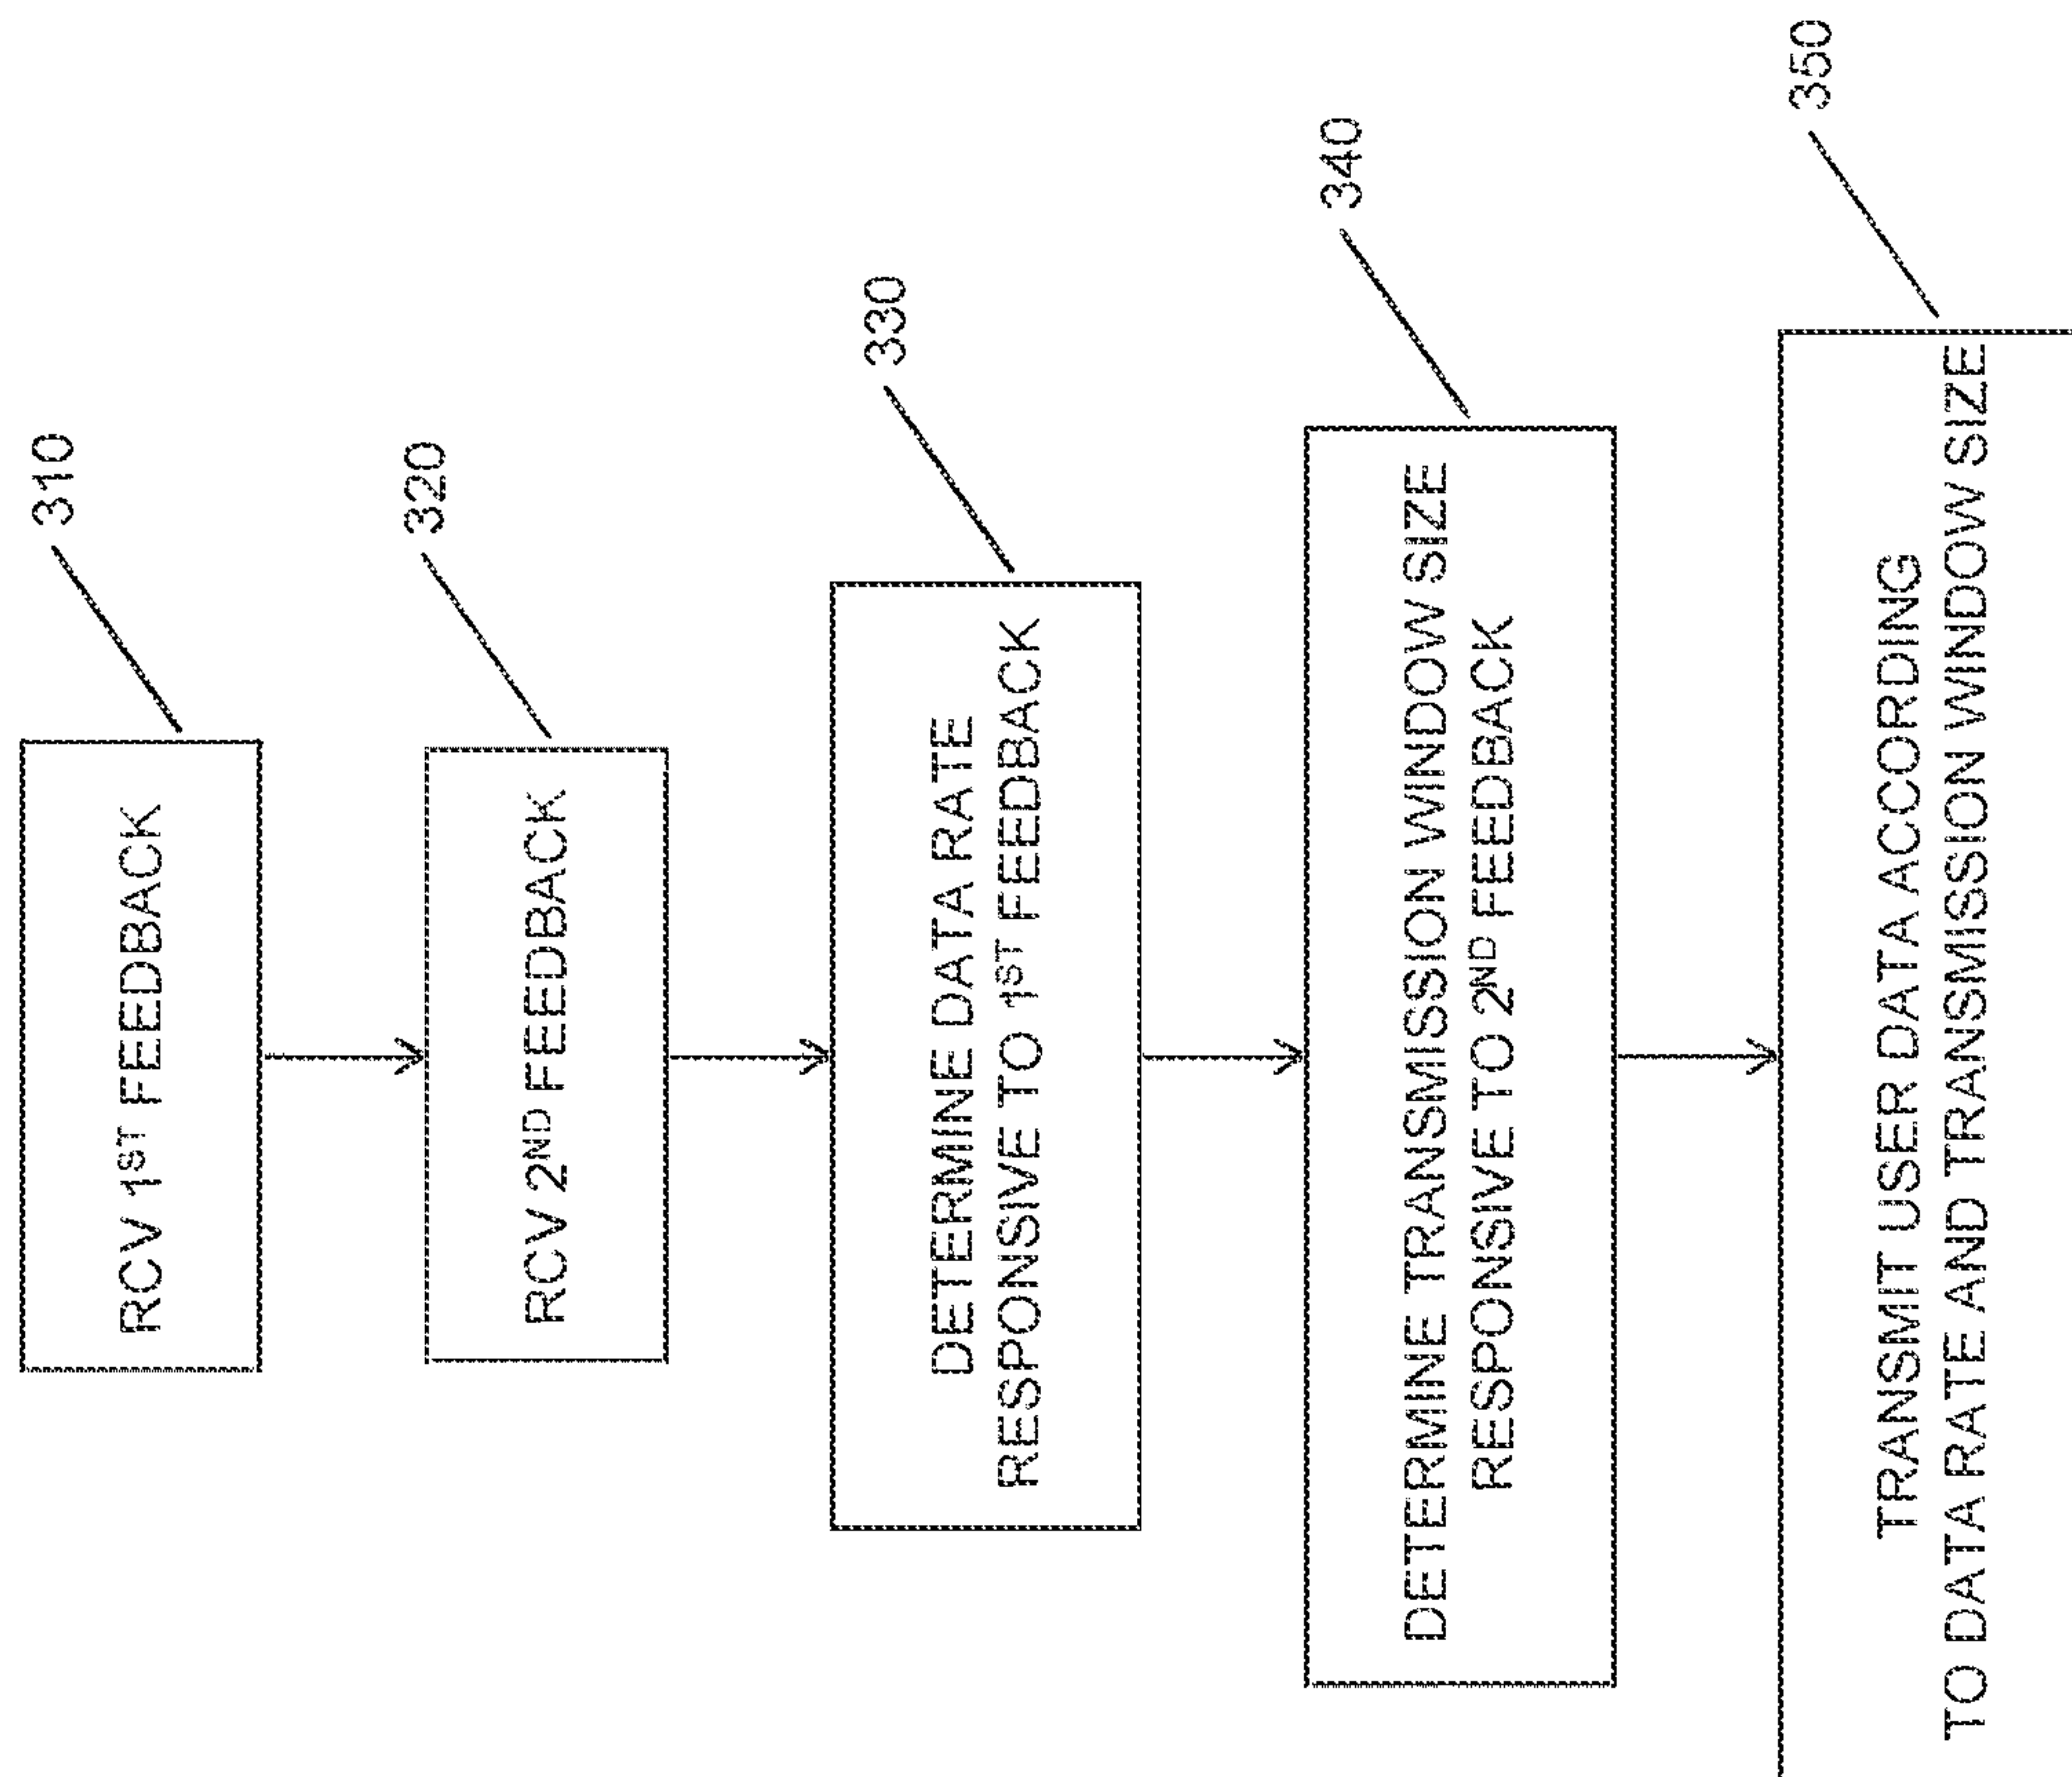 310
RCV 1ST FEEDBACK
320
RCV 2ND FEEDBACK
330
DETERMINE DATA RATE
RESPONSIVE TO 1ST FEEDBACK
340
DETERMINE TRANSMISSION WINDOW SIZE
RESPONSIVE TO 2ND FEEDBACK
350
TRANSMIT USER DATA ACCORDING
TO DATA RATE AND TRANSMISSION WINDOW SIZE